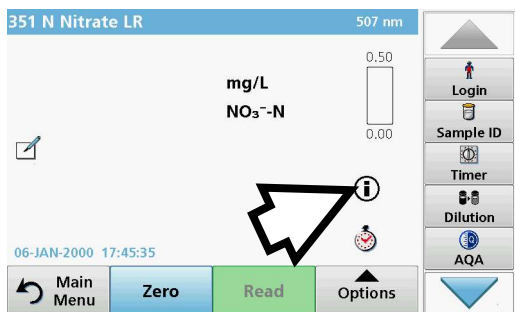 351 N Nitrate LR
507 nm
0.50
mg/L
NO₃⁻-N
0.00
i
06-JAN-2000 17:45:35
Main
Menu
Zero
Read
Options
Login
Sample ID
Timer
Dilution
AQA